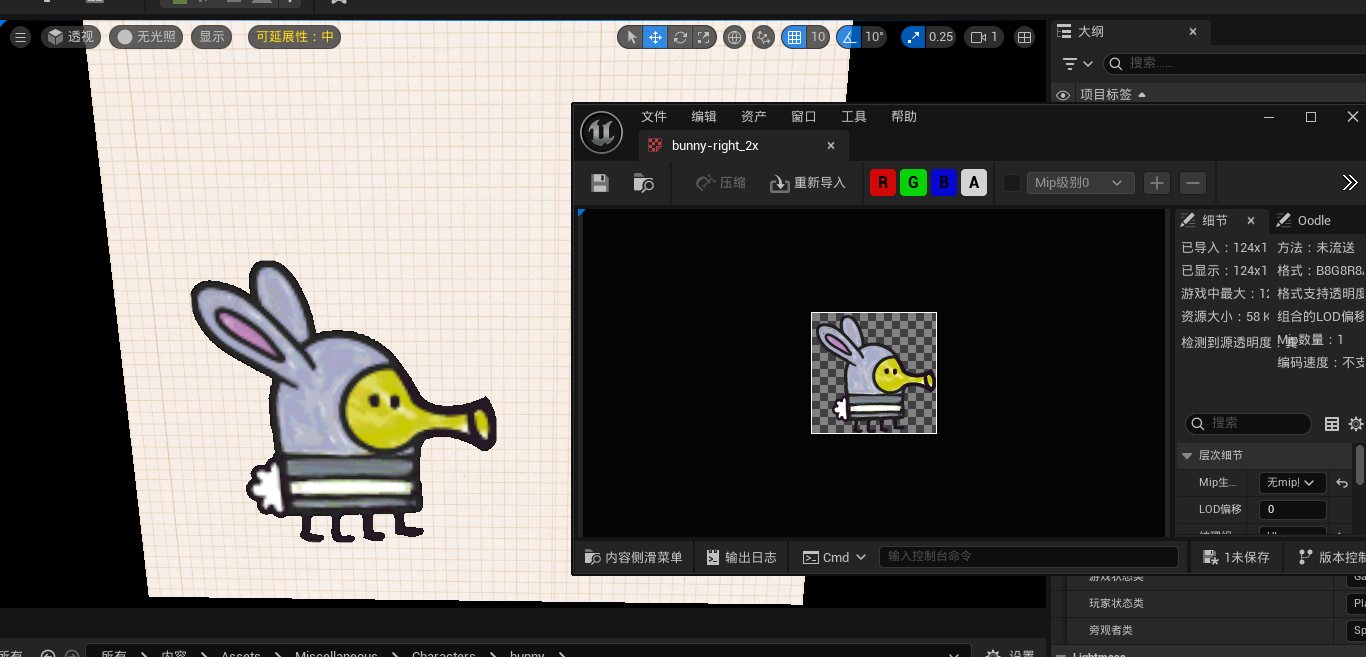 透视 无光照 显示 可延展性：中 10 10° 0.25 1
大纲
搜索……
项目标签
文件 编辑 资产 窗口 工具 帮助
bunny-right_2x
压缩 重新导入 R G B A Mip级别0
细节 Oodle
已导入：124x1 方法：未流送
已显示：124x1 格式：B8G8R8
游戏中最大：12 格式支持透明度
资源大小：58 K 组合的LOD偏移
检测到源透明度： Mip数量：1
编码速度：不支
搜索
层次细节
Mip生... 无mip
LOD偏移 0
内容侧滑菜单 输出日志 Cmd 输入控制台命令 1未保存 版本控制
游戏状态类 Ga
玩家状态类 Pl
旁观者类 Sp
所有 所有 内容 Assets Miscellaneous Characters bunny 设置
Lightmass